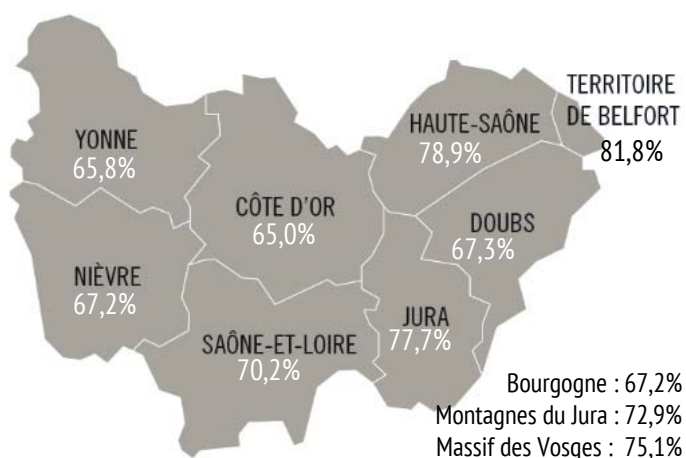 TERRITOIRE
DE BELFORT
81,8%
HAUTE-SAÔNE
78,9%
YONNE
65,8%
CÔTE D'OR
65,0%
DOUBS
67,3%
NIÈVRE
67,2%
JURA
77,7%
SAÔNE-ET-LOIRE
70,2%
Bourgogne : 67,2%
Montagnes du Jura : 72,9%
Massif des Vosges : 75,1%